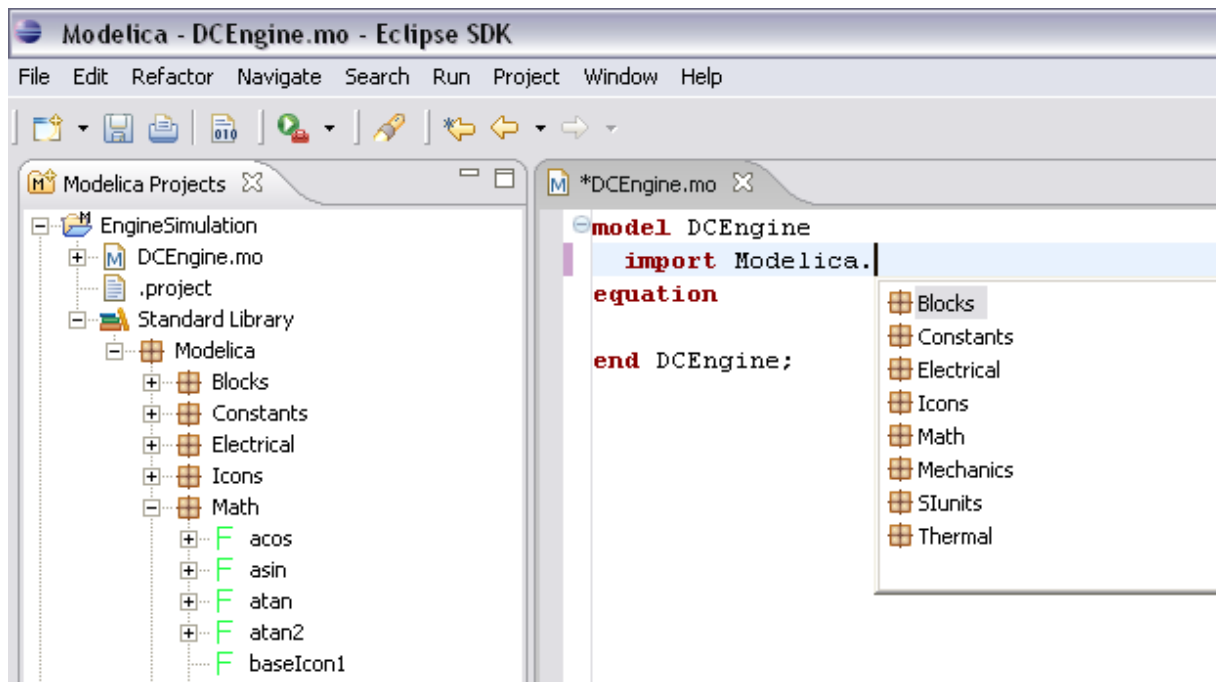 Modelica - DCEngine.mo - Eclipse SDK
File Edit Refactor Navigate Search Run Project Window Help
010
Modelica Projects
EngineSimulation
DCEngine.mo
.project
Standard Library
Modelica
Blocks
Constants
Electrical
Icons
Math
acos
asin
atan
atan2
baseIcon1
*DCEngine.mo
model DCEngine
import Modelica.
equation
end DCEngine;
Blocks
Constants
Electrical
Icons
Math
Mechanics
SIunits
Thermal